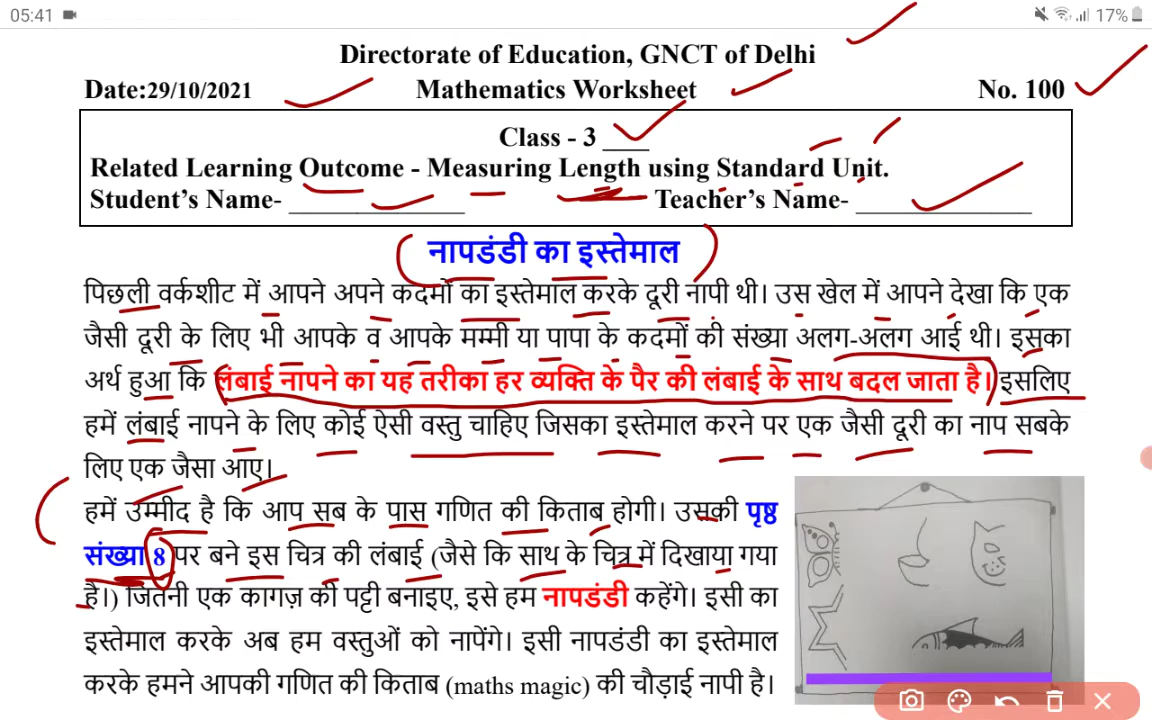 05:41 17%
Directorate of Education, GNCT of Delhi
Date:29/10/2021 Mathematics Worksheet No. 100
Class - 3 ____
Related Learning Outcome - Measuring Length using Standard Unit.
Student’s Name- _____________ Teacher’s Name- _____________
नापडंडी का इस्तेमाल
पिछली वर्कशीट में आपने अपने कदमों का इस्तेमाल करके दूरी नापी थी। उस खेल में आपने देखा कि एक
जैसी दूरी के लिए भी आपके व आपके मम्मी या पापा के कदमों की संख्या अलग-अलग आई थी। इसका
अर्थ हुआ कि लंबाई नापने का यह तरीका हर व्यक्ति के पैर की लंबाई के साथ बदल जाता है। इसलिए
हमें लंबाई नापने के लिए कोई ऐसी वस्तु चाहिए जिसका इस्तेमाल करने पर एक जैसी दूरी का नाप सबके
लिए एक जैसा आए।
हमें उम्मीद है कि आप सब के पास गणित की किताब होगी। उसकी पृष्ठ
संख्या 8 पर बने इस चित्र की लंबाई (जैसे कि साथ के चित्र में दिखाया गया
है।) जितनी एक कागज़ की पट्टी बनाइए, इसे हम नापडंडी कहेंगे। इसी का
इस्तेमाल करके अब हम वस्तुओं को नापेंगे। इसी नापडंडी का इस्तेमाल
करके हमने आपकी गणित की किताब (maths magic) की चौड़ाई नापी है।